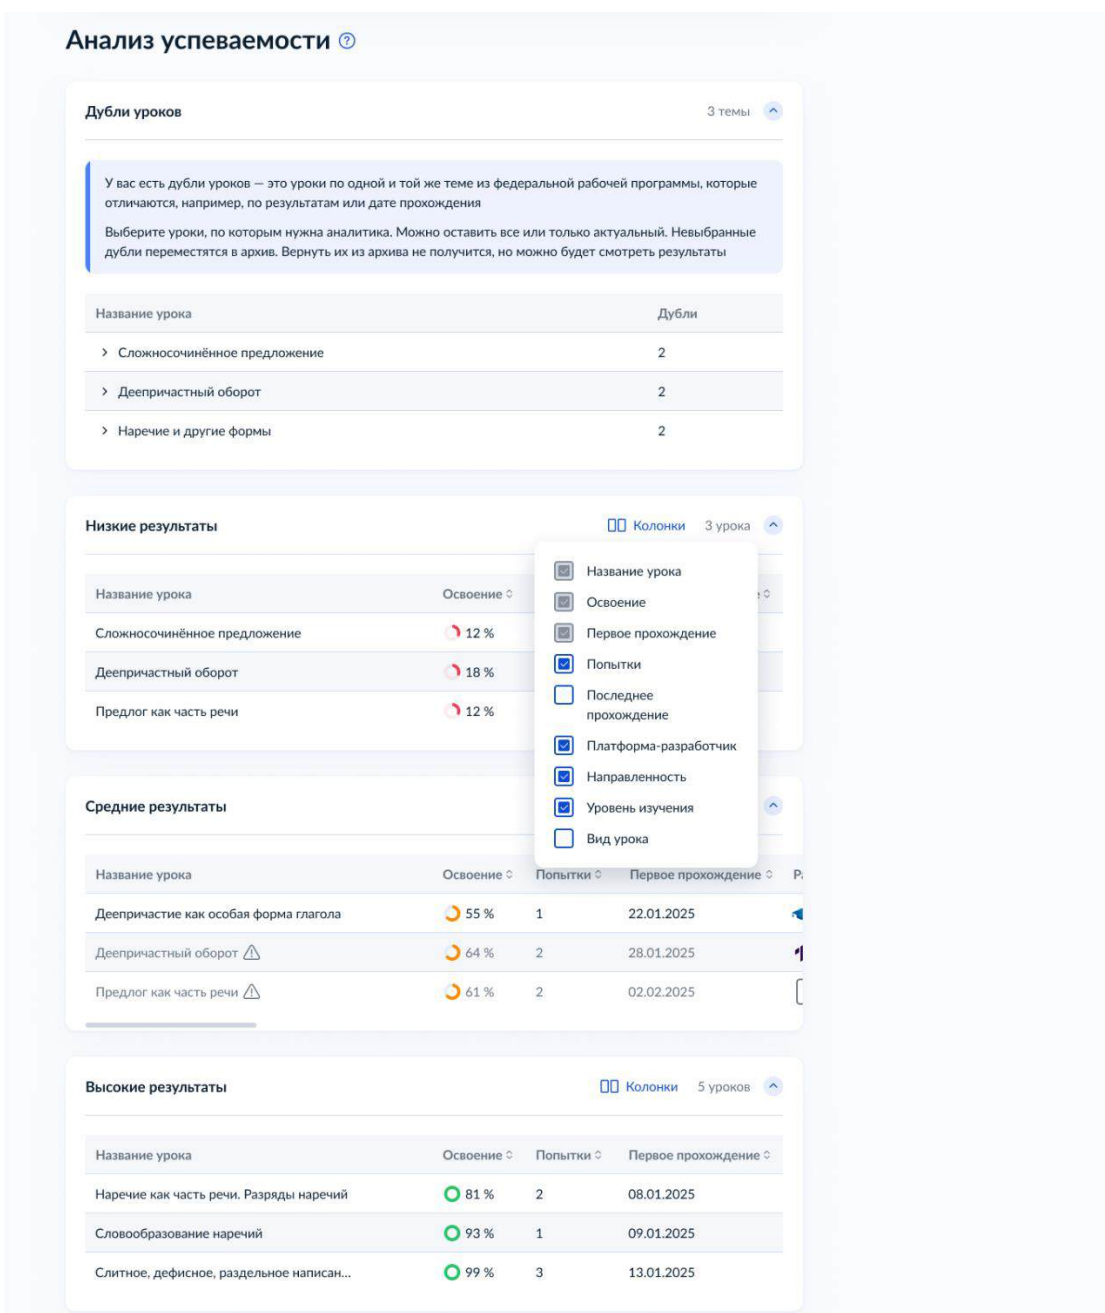 Анализ успеваемости
Дубли уроков
3 темы
У вас есть дубли уроков — это уроки по одной и той же теме из федеральной рабочей программы, которые
отличаются, например, по результатам или дате прохождения
Выберите уроки, по которым нужна аналитика. Можно оставить все или только актуальный. Невыбранные
дубли переместятся в архив. Вернуть их из архива не получится, но можно будет смотреть результаты
Название урока Дубли
Сложносочинённое предложение 2
Деепричастный оборот 2
Наречие и другие формы 2
Низкие результаты
Колонки 3 урока
Название урока Освоение
Сложносочинённое предложение 12 %
Деепричастный оборот 18 %
Предлог как часть речи 12 %
Название урока
Освоение
Первое прохождение
Попытки
Последнее
прохождение
Платформа-разработчик
Направленность
Уровень изучения
Вид урока
Средние результаты
Название урока Освоение Попытки Первое прохождение
Деепричастие как особая форма глагола 55 % 1 22.01.2025
Деепричастный оборот 64 % 2 28.01.2025
Предлог как часть речи 61 % 2 02.02.2025
Высокие результаты
Колонки 5 уроков
Название урока Освоение Попытки Первое прохождение
Наречие как часть речи. Разряды наречий 81 % 2 08.01.2025
Словообразование наречий 93 % 1 09.01.2025
Слитное, дефисное, раздельное написан... 99 % 3 13.01.2025